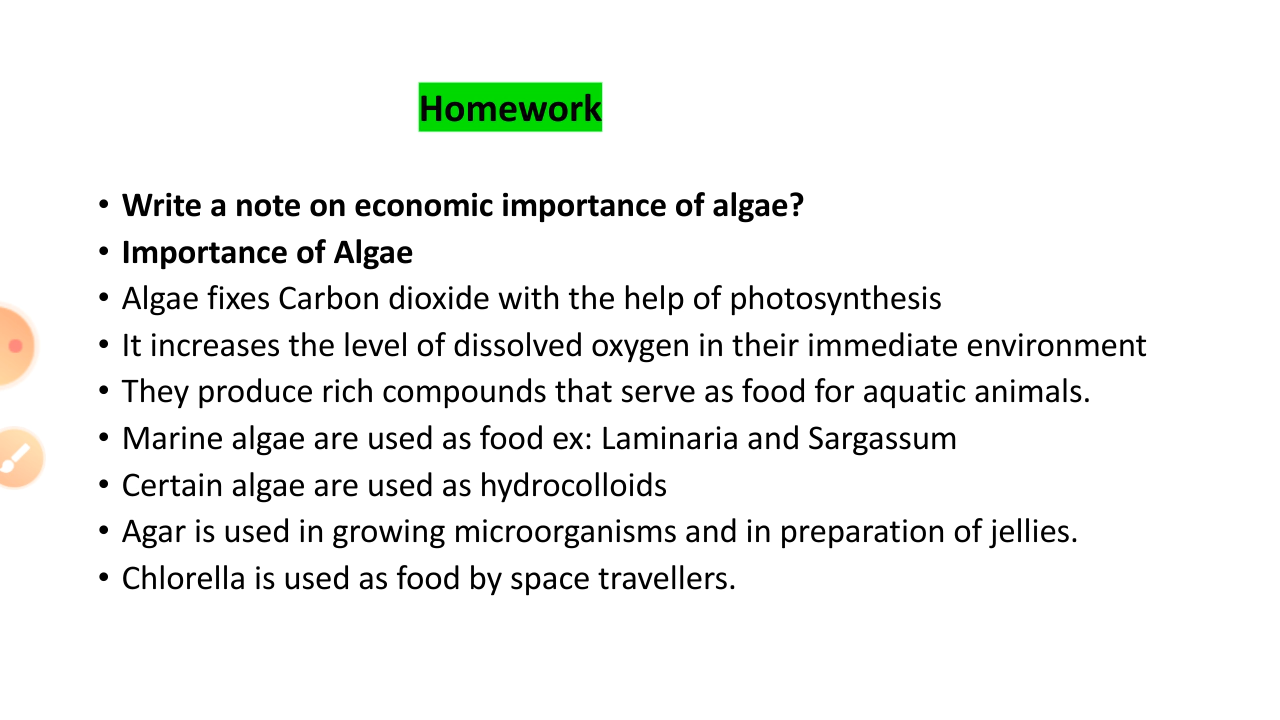 Homework
• Write a note on economic importance of algae?
• Importance of Algae
• Algae fixes Carbon dioxide with the help of photosynthesis
• It increases the level of dissolved oxygen in their immediate environment
• They produce rich compounds that serve as food for aquatic animals.
• Marine algae are used as food ex: Laminaria and Sargassum
• Certain algae are used as hydrocolloids
• Agar is used in growing microorganisms and in preparation of jellies.
• Chlorella is used as food by space travellers.